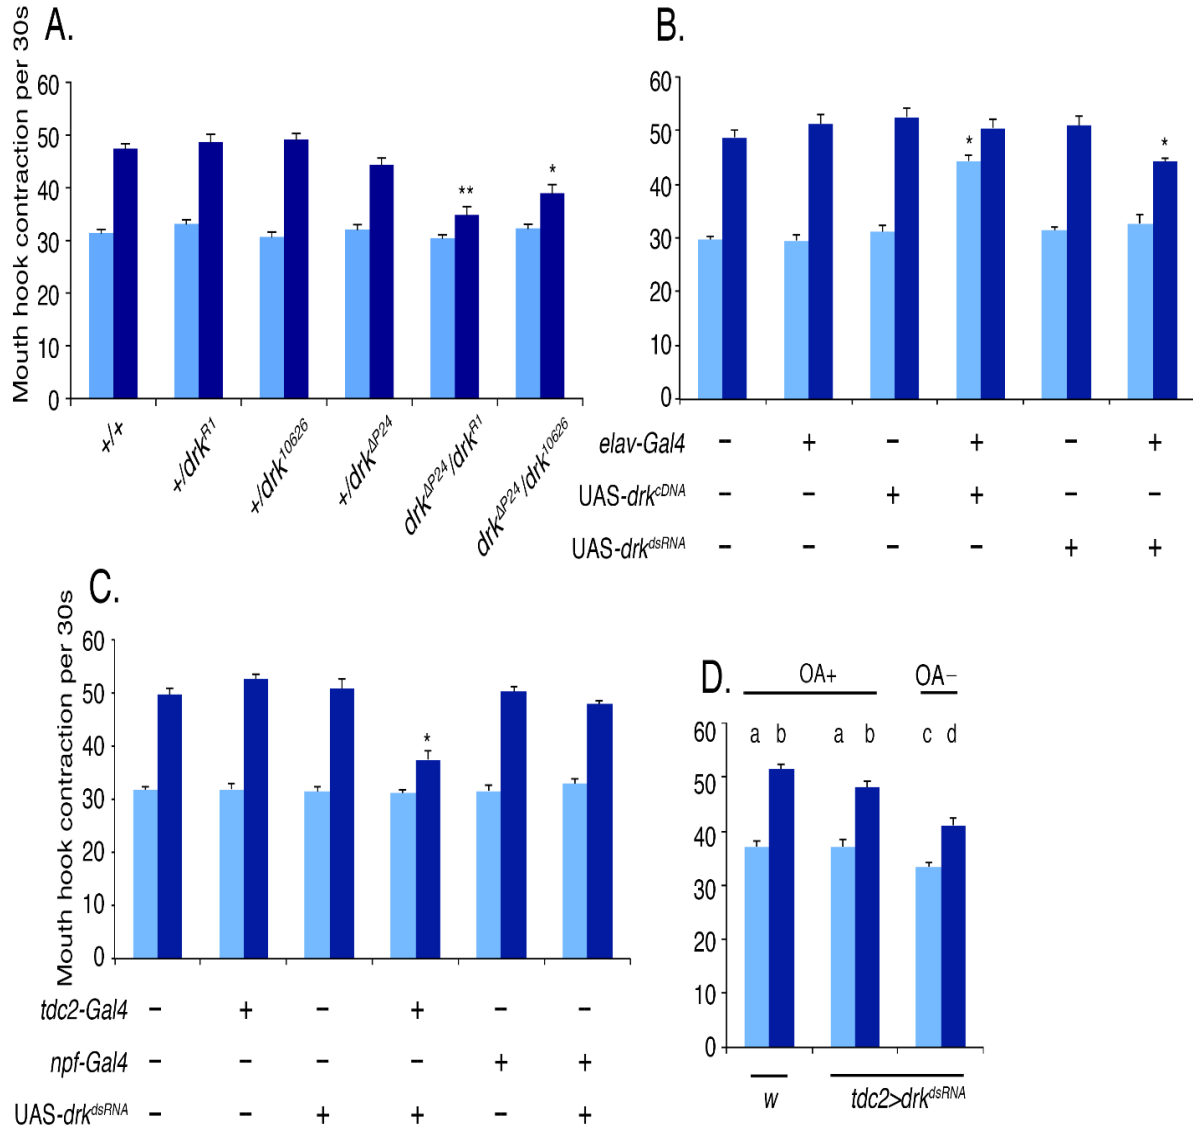 A.
Mouth hook contraction per 30s
60
50
40
30
20
10
0
** *
+/+ +/drk^R1 +/drk^10626 +/drk^ΔP24 drk^ΔP24/drk^R1 drk^ΔP24/drk^10626
B.
60
50
40
30
20
10
0
* *
elav-Gal4 – + – + – +
UAS-drk^cDNA – – + + – –
UAS-drk^dsRNA – – – – + +
C.
Mouth hook contraction per 30s
60
50
40
30
20
10
0
*
tdc2-Gal4 – + – + – –
npf-Gal4 – – – – + +
UAS-drk^dsRNA – – + + – +
D.
OA+ OA–
a b a b c d
60
50
40
30
20
10
0
w tdc2>drk^dsRNA